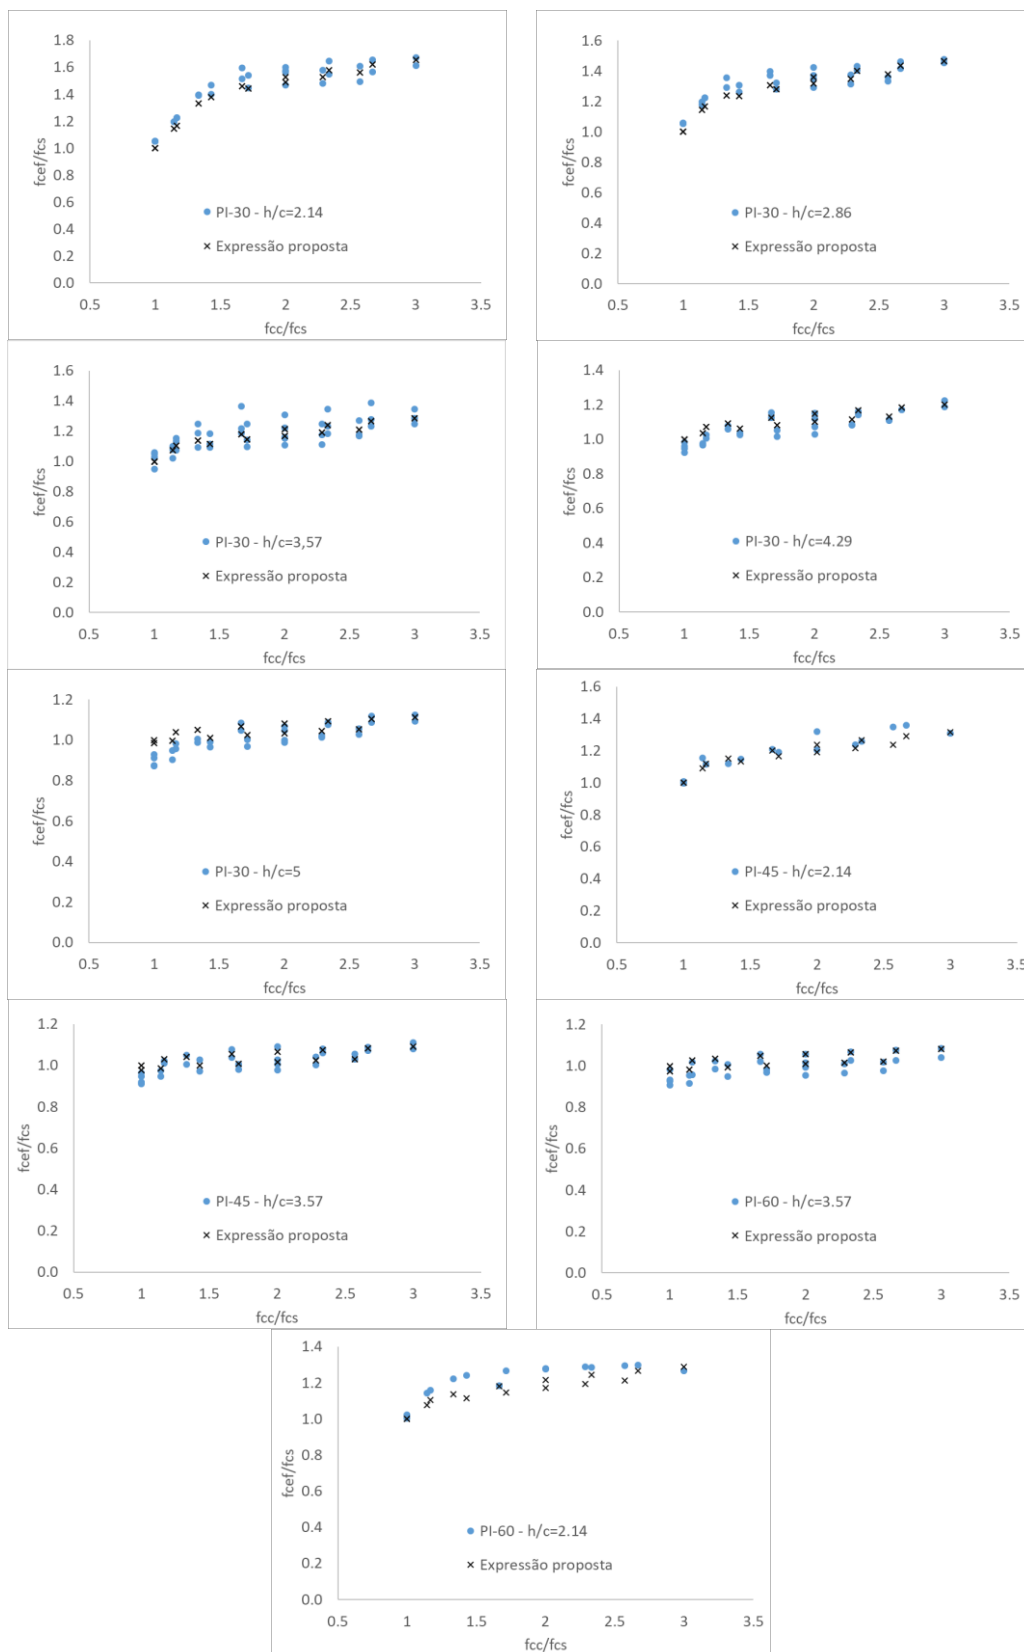 1.8
1.6
1.4
1.2
1.0
0.8
0.6
0.4
0.2
0.0
fcef/fcs
PI-30 - h/c=2.14
Expressão proposta
0.5 1 1.5 2 2.5 3 3.5
fcc/fcs
1.6
1.4
1.2
1.0
0.8
0.6
0.4
0.2
0.0
fcef/fcs
PI-30 - h/c=2.86
Expressão proposta
0.5 1 1.5 2 2.5 3 3.5
fcc/fcs
1.6
1.4
1.2
1.0
0.8
0.6
0.4
0.2
0.0
fcef/fcs
PI-30 - h/c=3,57
Expressão proposta
0.5 1 1.5 2 2.5 3 3.5
fcc/fcs
1.4
1.2
1.0
0.8
0.6
0.4
0.2
0.0
fcef/fcs
PI-30 - h/c=4.29
Expressão proposta
0.5 1 1.5 2 2.5 3 3.5
fcc/fcs
1.2
1.0
0.8
0.6
0.4
0.2
0.0
fcef/fcs
PI-30 - h/c=5
Expressão proposta
0.5 1 1.5 2 2.5 3 3.5
fcc/fcs
1.6
1.4
1.2
1.0
0.8
0.6
0.4
0.2
0.0
fcef/fcs
PI-45 - h/c=2.14
Expressão proposta
0.5 1 1.5 2 2.5 3 3.5
fcc/fcs
1.2
1.0
0.8
0.6
0.4
0.2
0.0
fcef/fcs
PI-45 - h/c=3.57
Expressão proposta
0.5 1 1.5 2 2.5 3 3.5
fcc/fcs
1.2
1.0
0.8
0.6
0.4
0.2
0.0
fcef/fcs
PI-60 - h/c=3.57
Expressão proposta
0.5 1 1.5 2 2.5 3 3.5
fcc/fcs
1.4
1.2
1.0
0.8
0.6
0.4
0.2
0.0
fcef/fcs
PI-60 - h/c=2.14
Expressão proposta
0.5 1 1.5 2 2.5 3 3.5
fcc/fcs